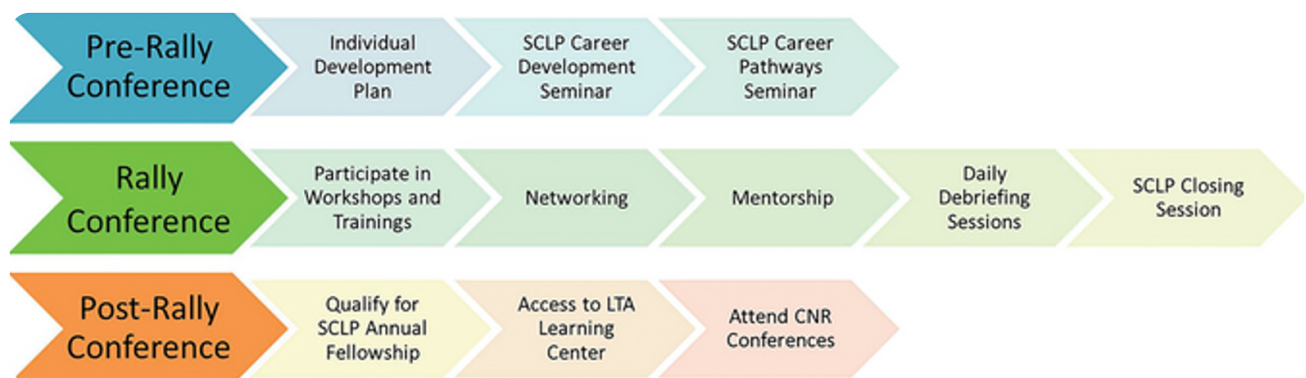 Pre-Rally
Conference
Individual
Development
Plan
SCLP Career
Development
Seminar
SCLP Career
Pathways
Seminar
Rally
Conference
Participate in
Workshops and
Trainings
Networking
Mentorship
Daily
Debriefing
Sessions
SCLP Closing
Session
Post-Rally
Conference
Qualify for
SCLP Annual
Fellowship
Access to LTA
Learning
Center
Attend CNR
Conferences